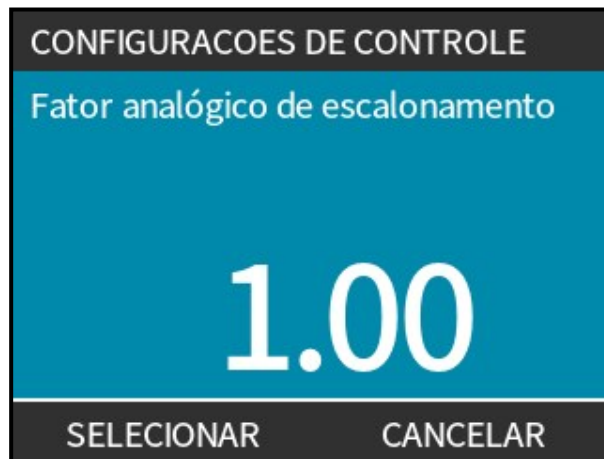 CONFIGURACOES DE CONTROLE
Fator analógico de escalonamento
1.00
SELECIONAR CANCELAR